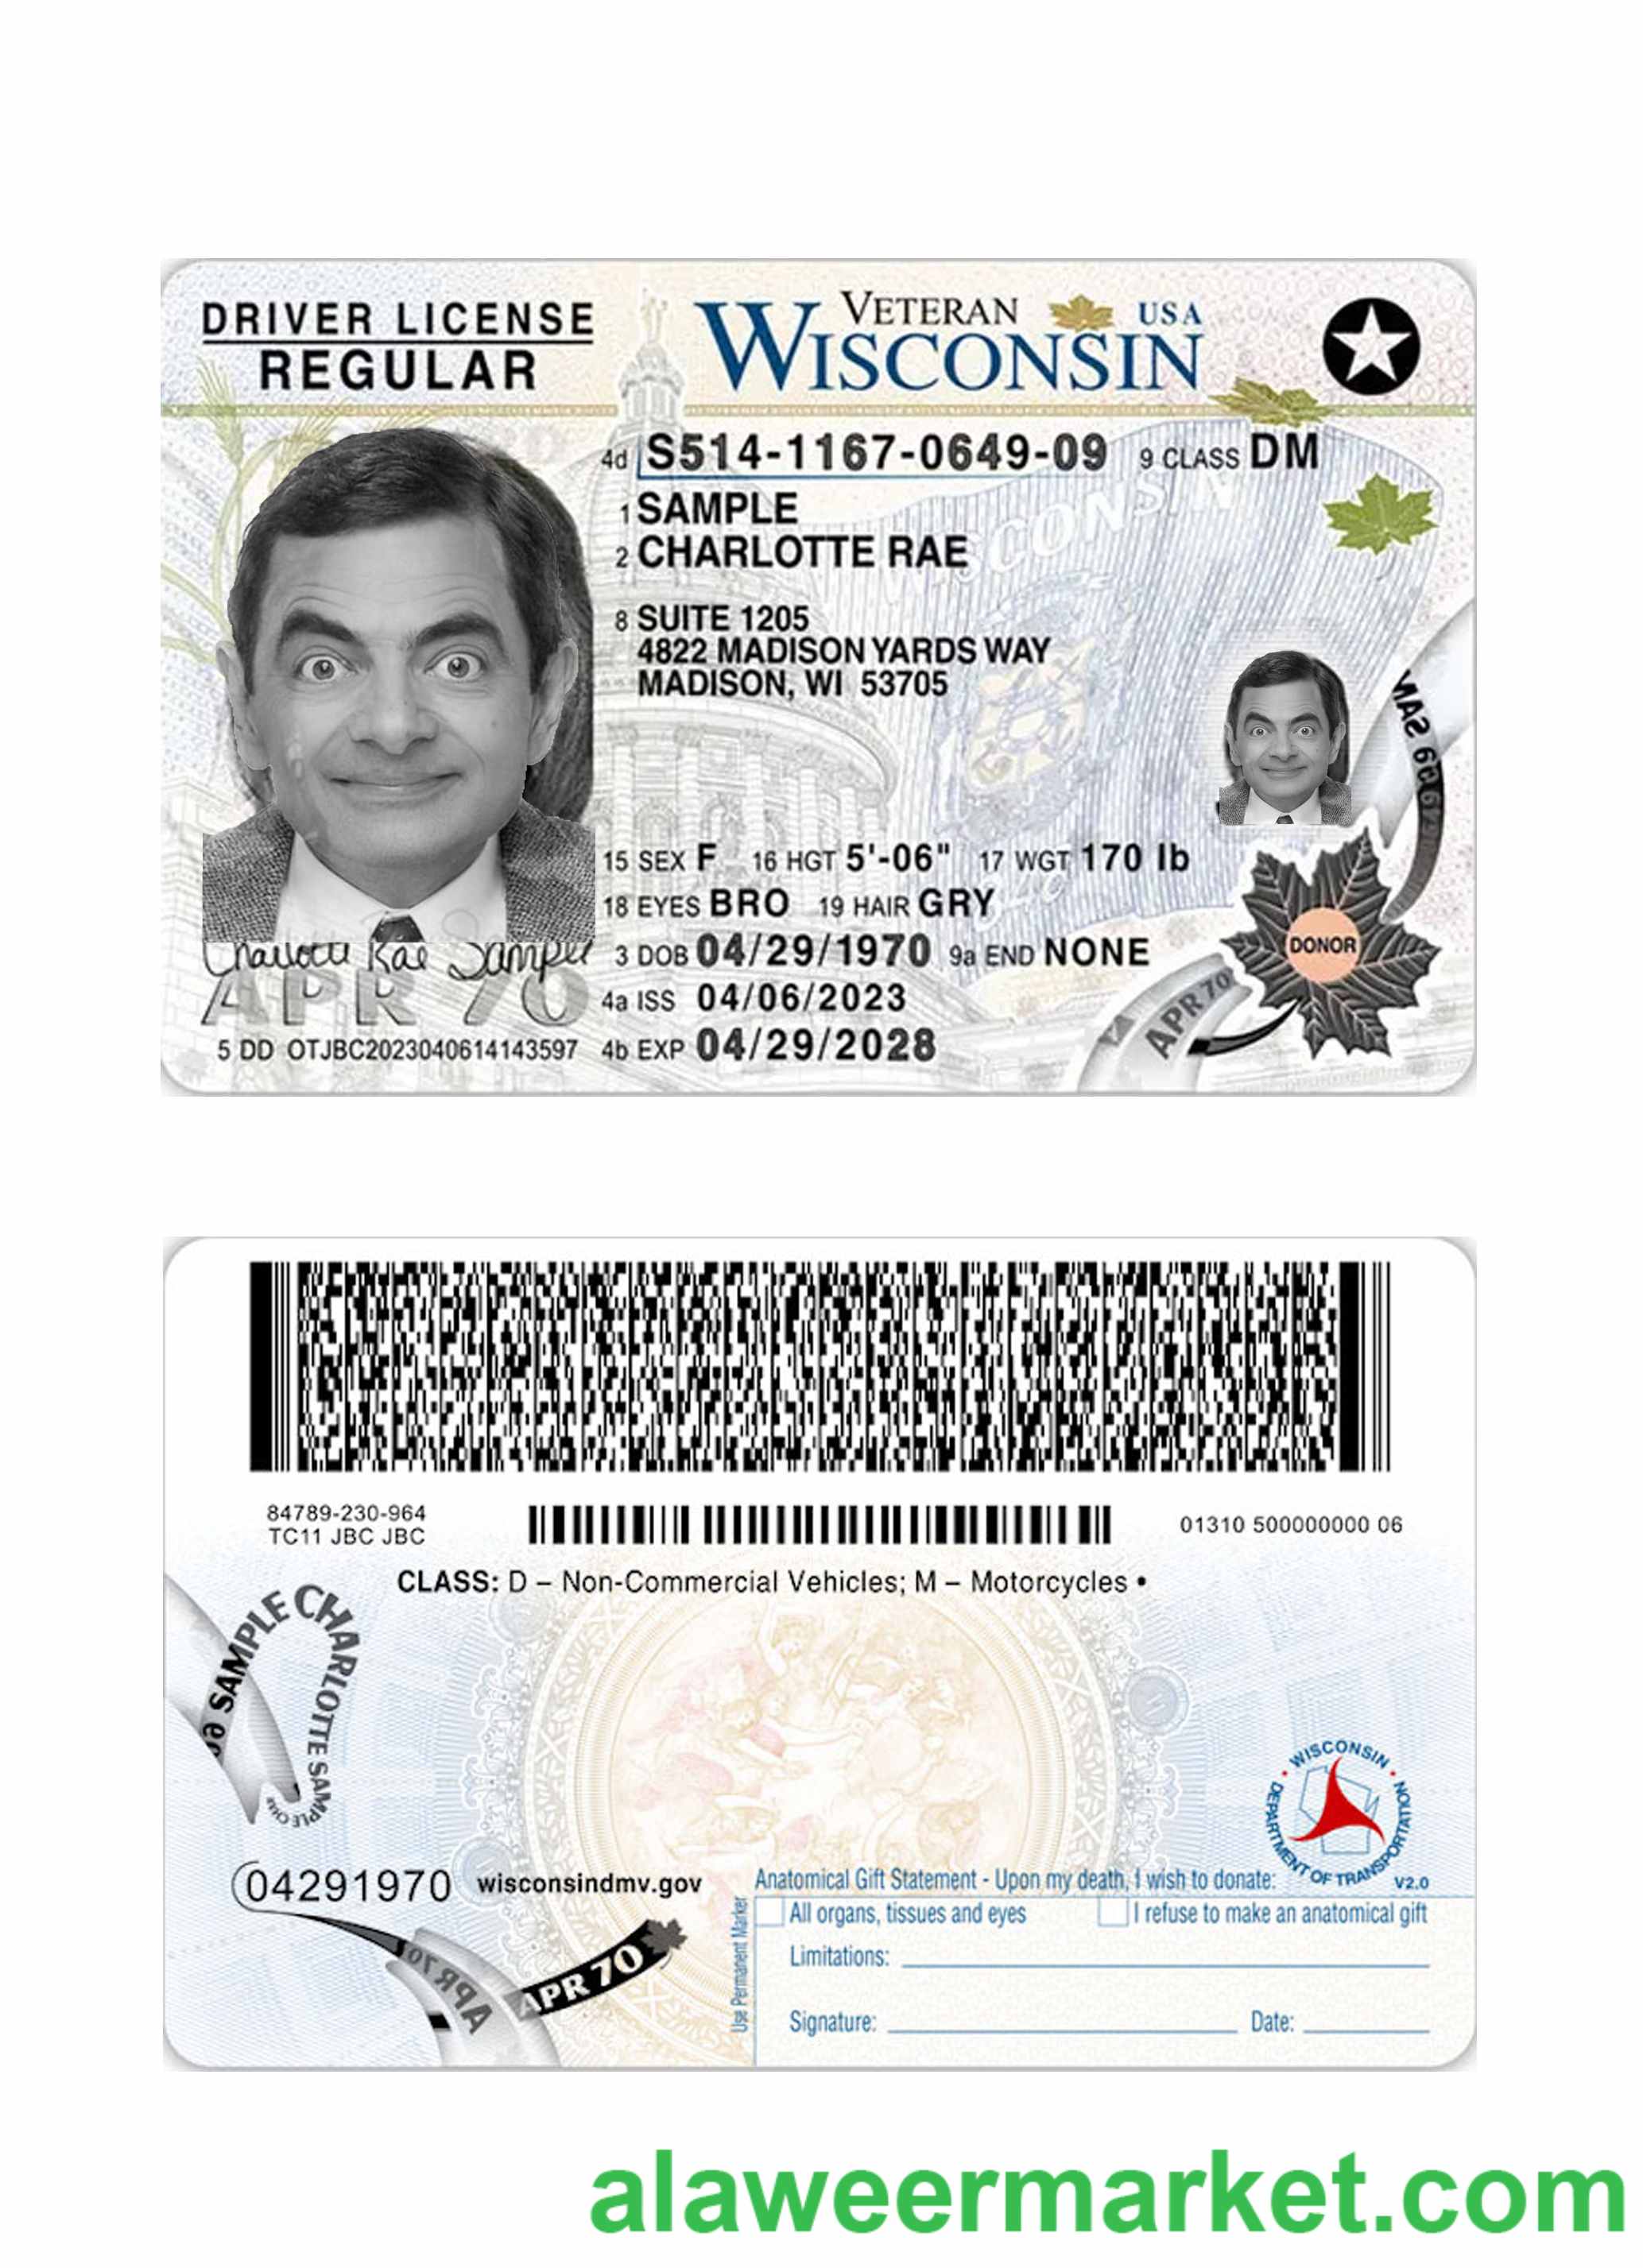 DRIVER LICENSE
REGULAR
VETERAN
USA
WISCONSIN
4d S514-1167-0649-09 9 CLASS DM
1 SAMPLE
2 CHARLOTTE RAE
8 SUITE 1205
4822 MADISON YARDS WAY
MADISON, WI 53705
WISCONSIN
15 SEX F 16 HGT 5'-06" 17 WGT 170 lb
18 EYES BRO 19 HAIR GRY
3 DOB 04/29/1970 9a END NONE
4a ISS 04/06/2023
4b EXP 04/29/2028
Charlotte Rae Sample
APR 70
5 DD OTJBC2023040614143597
DONOR
APR 70
84789-230-964
TC11 JBC JBC
01310 500000000 06
CLASS: D – Non-Commercial Vehicles; M – Motorcycles •
SAMPLE CHARLOTTE SAMPLE CHAR
04291970
wisconsindmv.gov
APR 70
APR 70
WISCONSIN • DEPARTMENT OF TRANSPORTATION •
V2.0
Anatomical Gift Statement - Upon my death, I wish to donate:
All organs, tissues and eyes
I refuse to make an anatomical gift
Limitations:
Signature:
Date:
Use Permanent Marker
alaweermarket.com